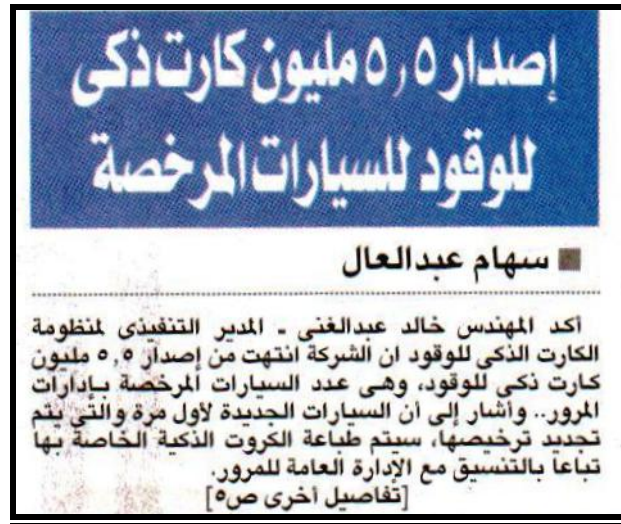 إصدار ٥,٥ مليون كارت ذكى
للوقود للسيارات المرخصة
■ سهام عبدالعال
أكد المهندس خالد عبدالغنى ـ المدير التنفيذى لمنظومة
الكارت الذكى للوقود ان الشركة انتهت من إصدار ٥,٥ مليون
كارت ذكى للوقود، وهى عدد السيارات المرخصة بإدارات
المرور.. وأشار إلى أن السيارات الجديدة لأول مرة والتي يتم
تجديد ترخيصها، سيتم طباعة الكروت الذكية الخاصة بها
تباعا بالتنسيق مع الإدارة العامة للمرور.
[تفاصيل أخرى ص٥]